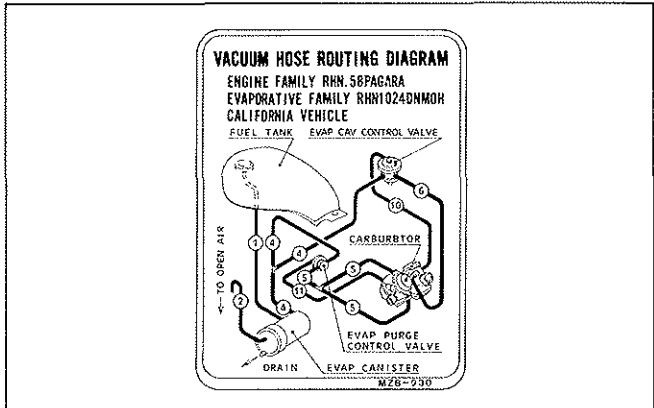 VACUUM HOSE ROUTING DIAGRAM
ENGINE FAMILY RHN.58PAGARA
EVAPORATIVE FAMILY RHN1024DNMOH
CALIFORNIA VEHICLE
FUEL TANK EVAP CAV CONTROL VALVE
6
10
1 4 4
CARBURBTOR
5 5
11
2
TO OPEN AIR
4 5
EVAP PURGE
CONTROL VALVE
DRAIN EVAP CANISTER
MZ8-930